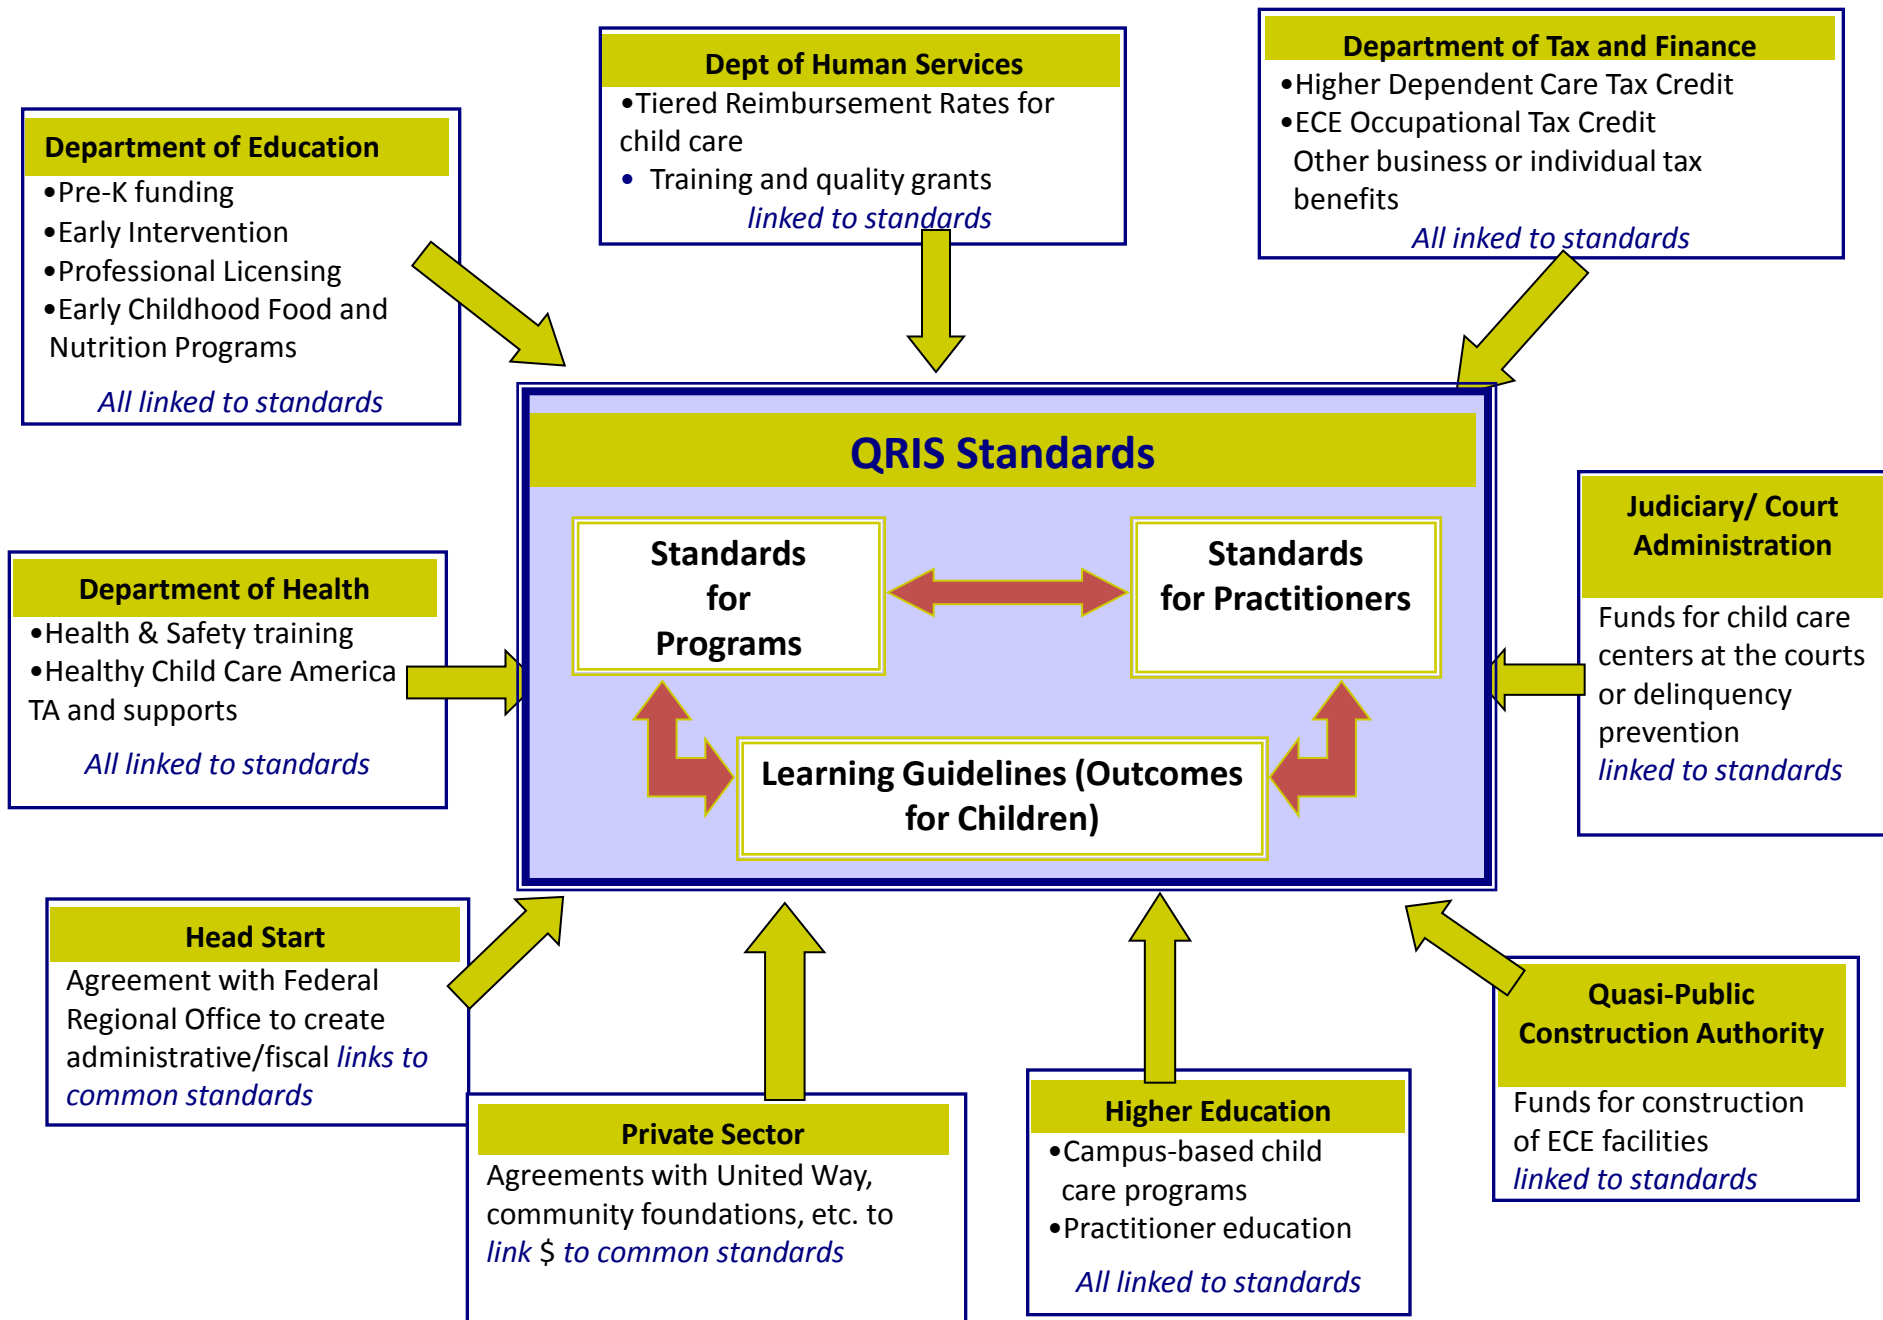 Dept of Human Services
•Tiered Reimbursement Rates for
child care
• Training and quality grants
linked to standards
Department of Tax and Finance
•Higher Dependent Care Tax Credit
•ECE Occupational Tax Credit
Other business or individual tax
benefits
All inked to standards
Department of Education
•Pre-K funding
•Early Intervention
•Professional Licensing
•Early Childhood Food and
Nutrition Programs
All linked to standards
QRIS Standards
Standards
for
Programs
Standards
for Practitioners
Learning Guidelines (Outcomes
for Children)
Judiciary/ Court
Administration
Funds for child care
centers at the courts
or delinquency
prevention
linked to standards
Department of Health
•Health & Safety training
•Healthy Child Care America
TA and supports
All linked to standards
Head Start
Agreement with Federal
Regional Office to create
administrative/fiscal links to
common standards
Private Sector
Agreements with United Way,
community foundations, etc. to
link $ to common standards
Higher Education
•Campus-based child
care programs
•Practitioner education
All linked to standards
Quasi-Public
Construction Authority
Funds for construction
of ECE facilities
linked to standards